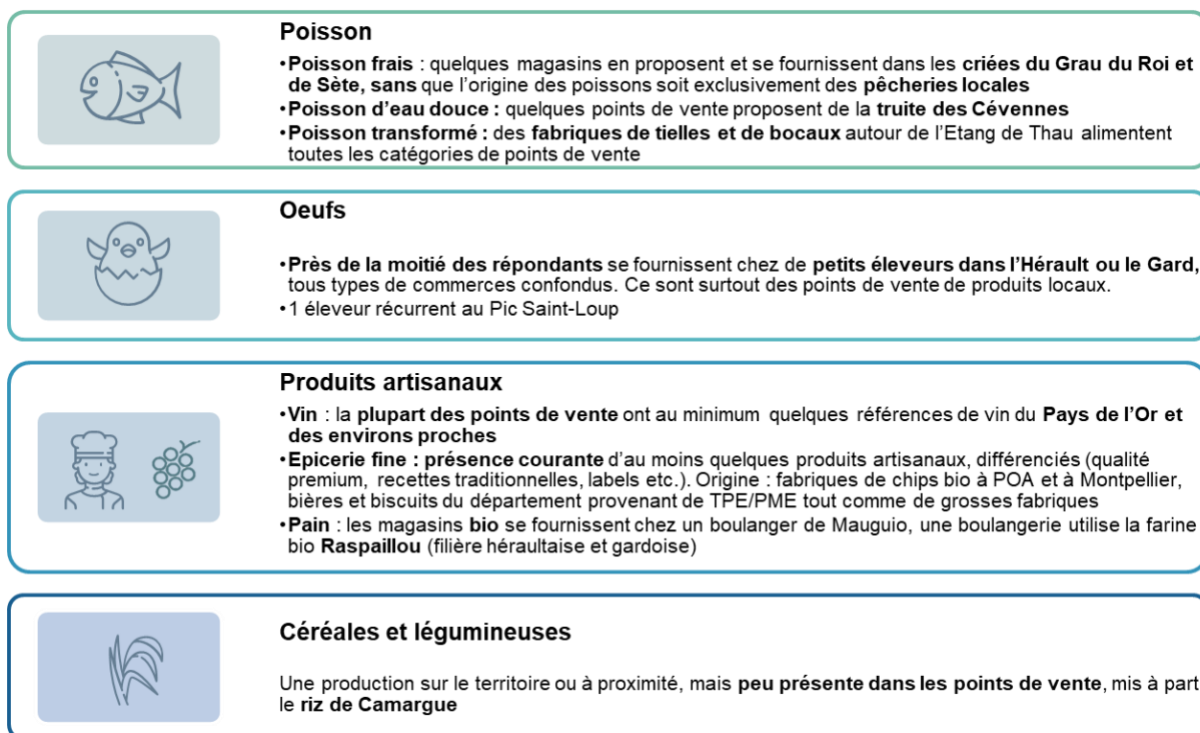 Poisson
•Poisson frais : quelques magasins en proposent et se fournissent dans les criées du Grau du Roi et
de Sète, sans que l'origine des poissons soit exclusivement des pêcheries locales
•Poisson d'eau douce : quelques points de vente proposent de la truite des Cévennes
•Poisson transformé : des fabriques de tielles et de bocaux autour de l'Etang de Thau alimentent
toutes les catégories de points de vente
Oeufs
•Près de la moitié des répondants se fournissent chez de petits éleveurs dans l'Hérault ou le Gard,
tous types de commerces confondus. Ce sont surtout des points de vente de produits locaux.
•1 éleveur récurrent au Pic Saint-Loup
Produits artisanaux
•Vin : la plupart des points de vente ont au minimum quelques références de vin du Pays de l'Or et
des environs proches
•Epicerie fine : présence courante d'au moins quelques produits artisanaux, différenciés (qualité
premium, recettes traditionnelles, labels etc.). Origine : fabriques de chips bio à POA et à Montpellier,
bières et biscuits du département provenant de TPE/PME tout comme de grosses fabriques
•Pain : les magasins bio se fournissent chez un boulanger de Mauguio, une boulangerie utilise la farine
bio Raspaillou (filière héraultaise et gardoise)
Céréales et légumineuses
Une production sur le territoire ou à proximité, mais peu présente dans les points de vente, mis à part
le riz de Camargue